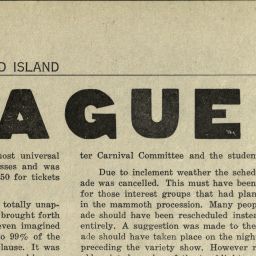 D ISLAND
AGUE
most universal
sses and was
50 for tickets
totally unap-
brought forth
even imagined
to 99% of the
lause. It was
ter Carnival Committee and the studen
Due to inclement weather the sched
ade was cancelled. This must have been
for those interest groups that had plan
in the mammoth procession. Many peop
ade should have been rescheduled instea
entirely. A suggestion was made to the
ade should have taken place on the nigh
preceding the variety show. However r